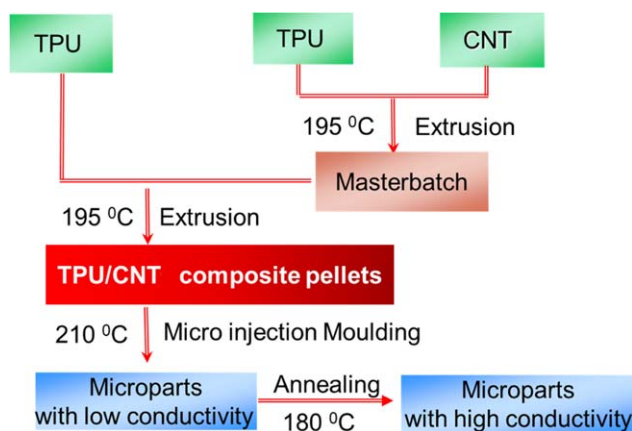 TPU
TPU
CNT
195 ⁰C Extrusion
Masterbatch
195 ⁰C Extrusion
TPU/CNT composite pellets
210 ⁰C Micro injection Moulding
Microparts
with low conductivity
Annealing
180 ⁰C
Microparts
with high conductivity